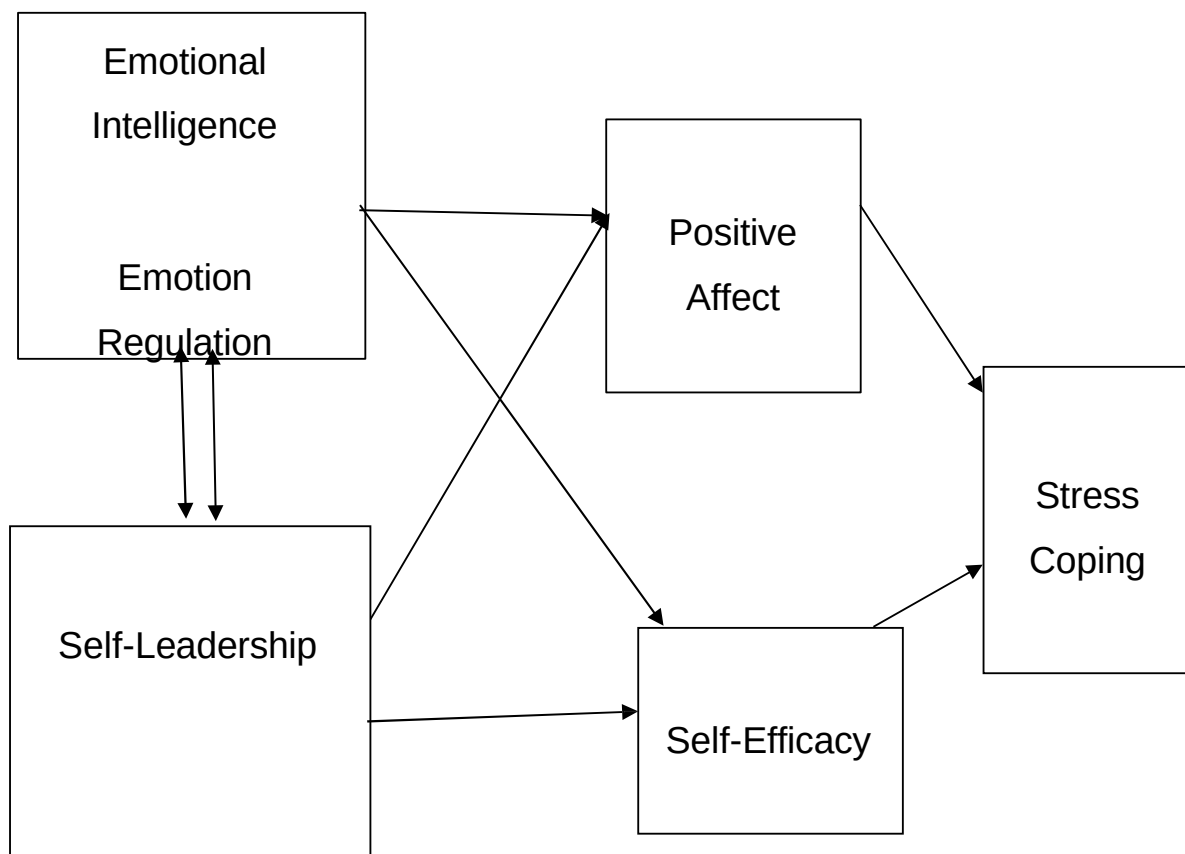 Emotional
Intelligence
Emotion
Regulation
Positive
Affect
Stress
Coping
Self-Leadership
Self-Efficacy